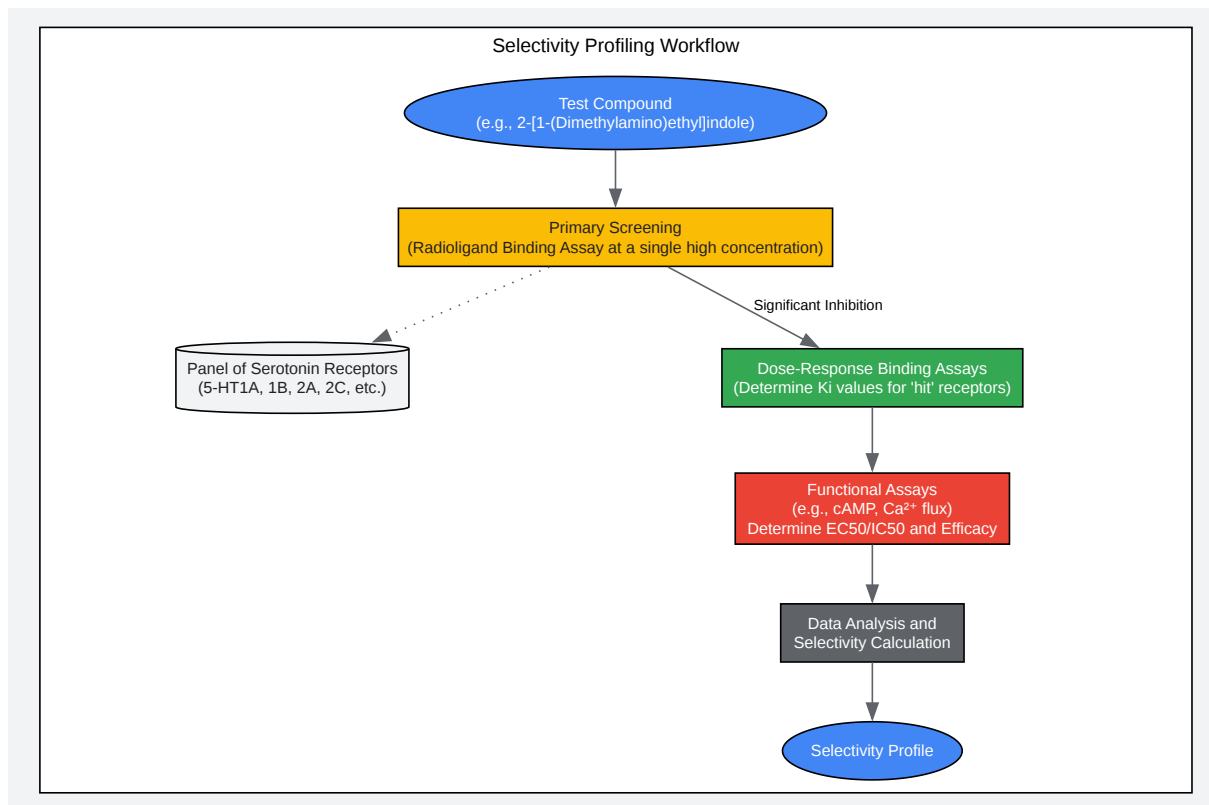 Selectivity Profiling Workflow
Test Compound
(e.g., 2-[1-(Dimethylamino)ethyl]indole)
Primary Screening
(Radioligand Binding Assay at a single high concentration)
Significant Inhibition
Panel of Serotonin Receptors
(5-HT1A, 1B, 2A, 2C, etc.)
Dose-Response Binding Assays
(Determine Ki values for 'hit' receptors)
Functional Assays
(e.g., cAMP, Ca²⁺ flux)
Determine EC50/IC50 and Efficacy
Data Analysis and
Selectivity Calculation
Selectivity Profile